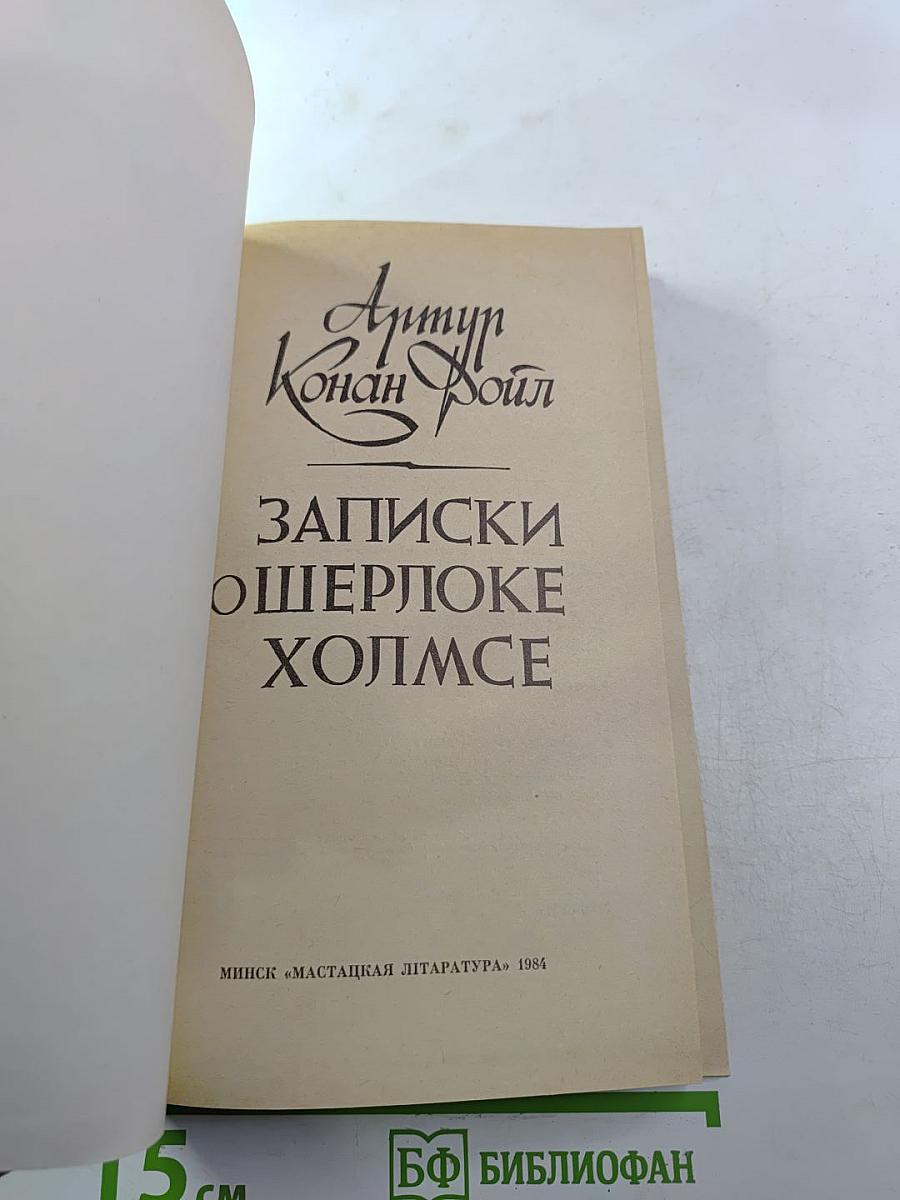 Артур
Конан Дойл
ЗАПИСКИ
О ШЕРЛОКЕ
ХОЛМСЕ
МИНСК «МАСТАЦКАЯ ЛІТАРАТУРА» 1984
15 см
БФ БИБЛИОФАН